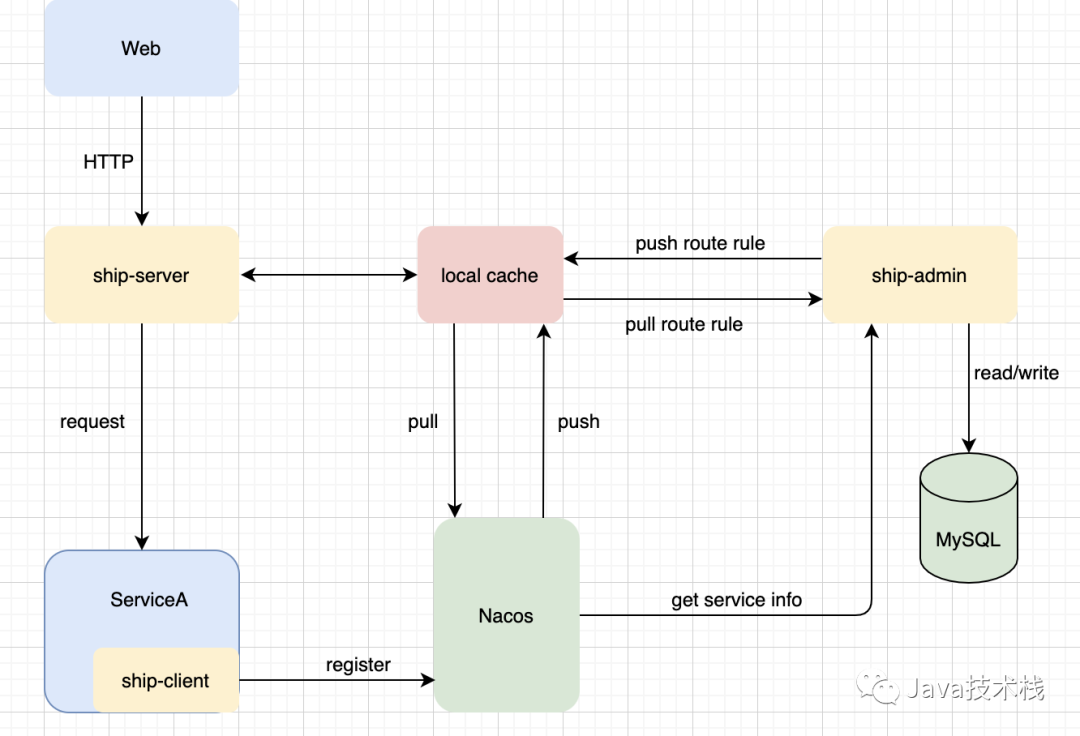 Web
HTTP
push route rule
ship-server
local cache
ship-admin
pull route rule
read/write
request
pull
push
MySQL
ServiceA
get service info
Nacos
register
ship-client
Java技术栈